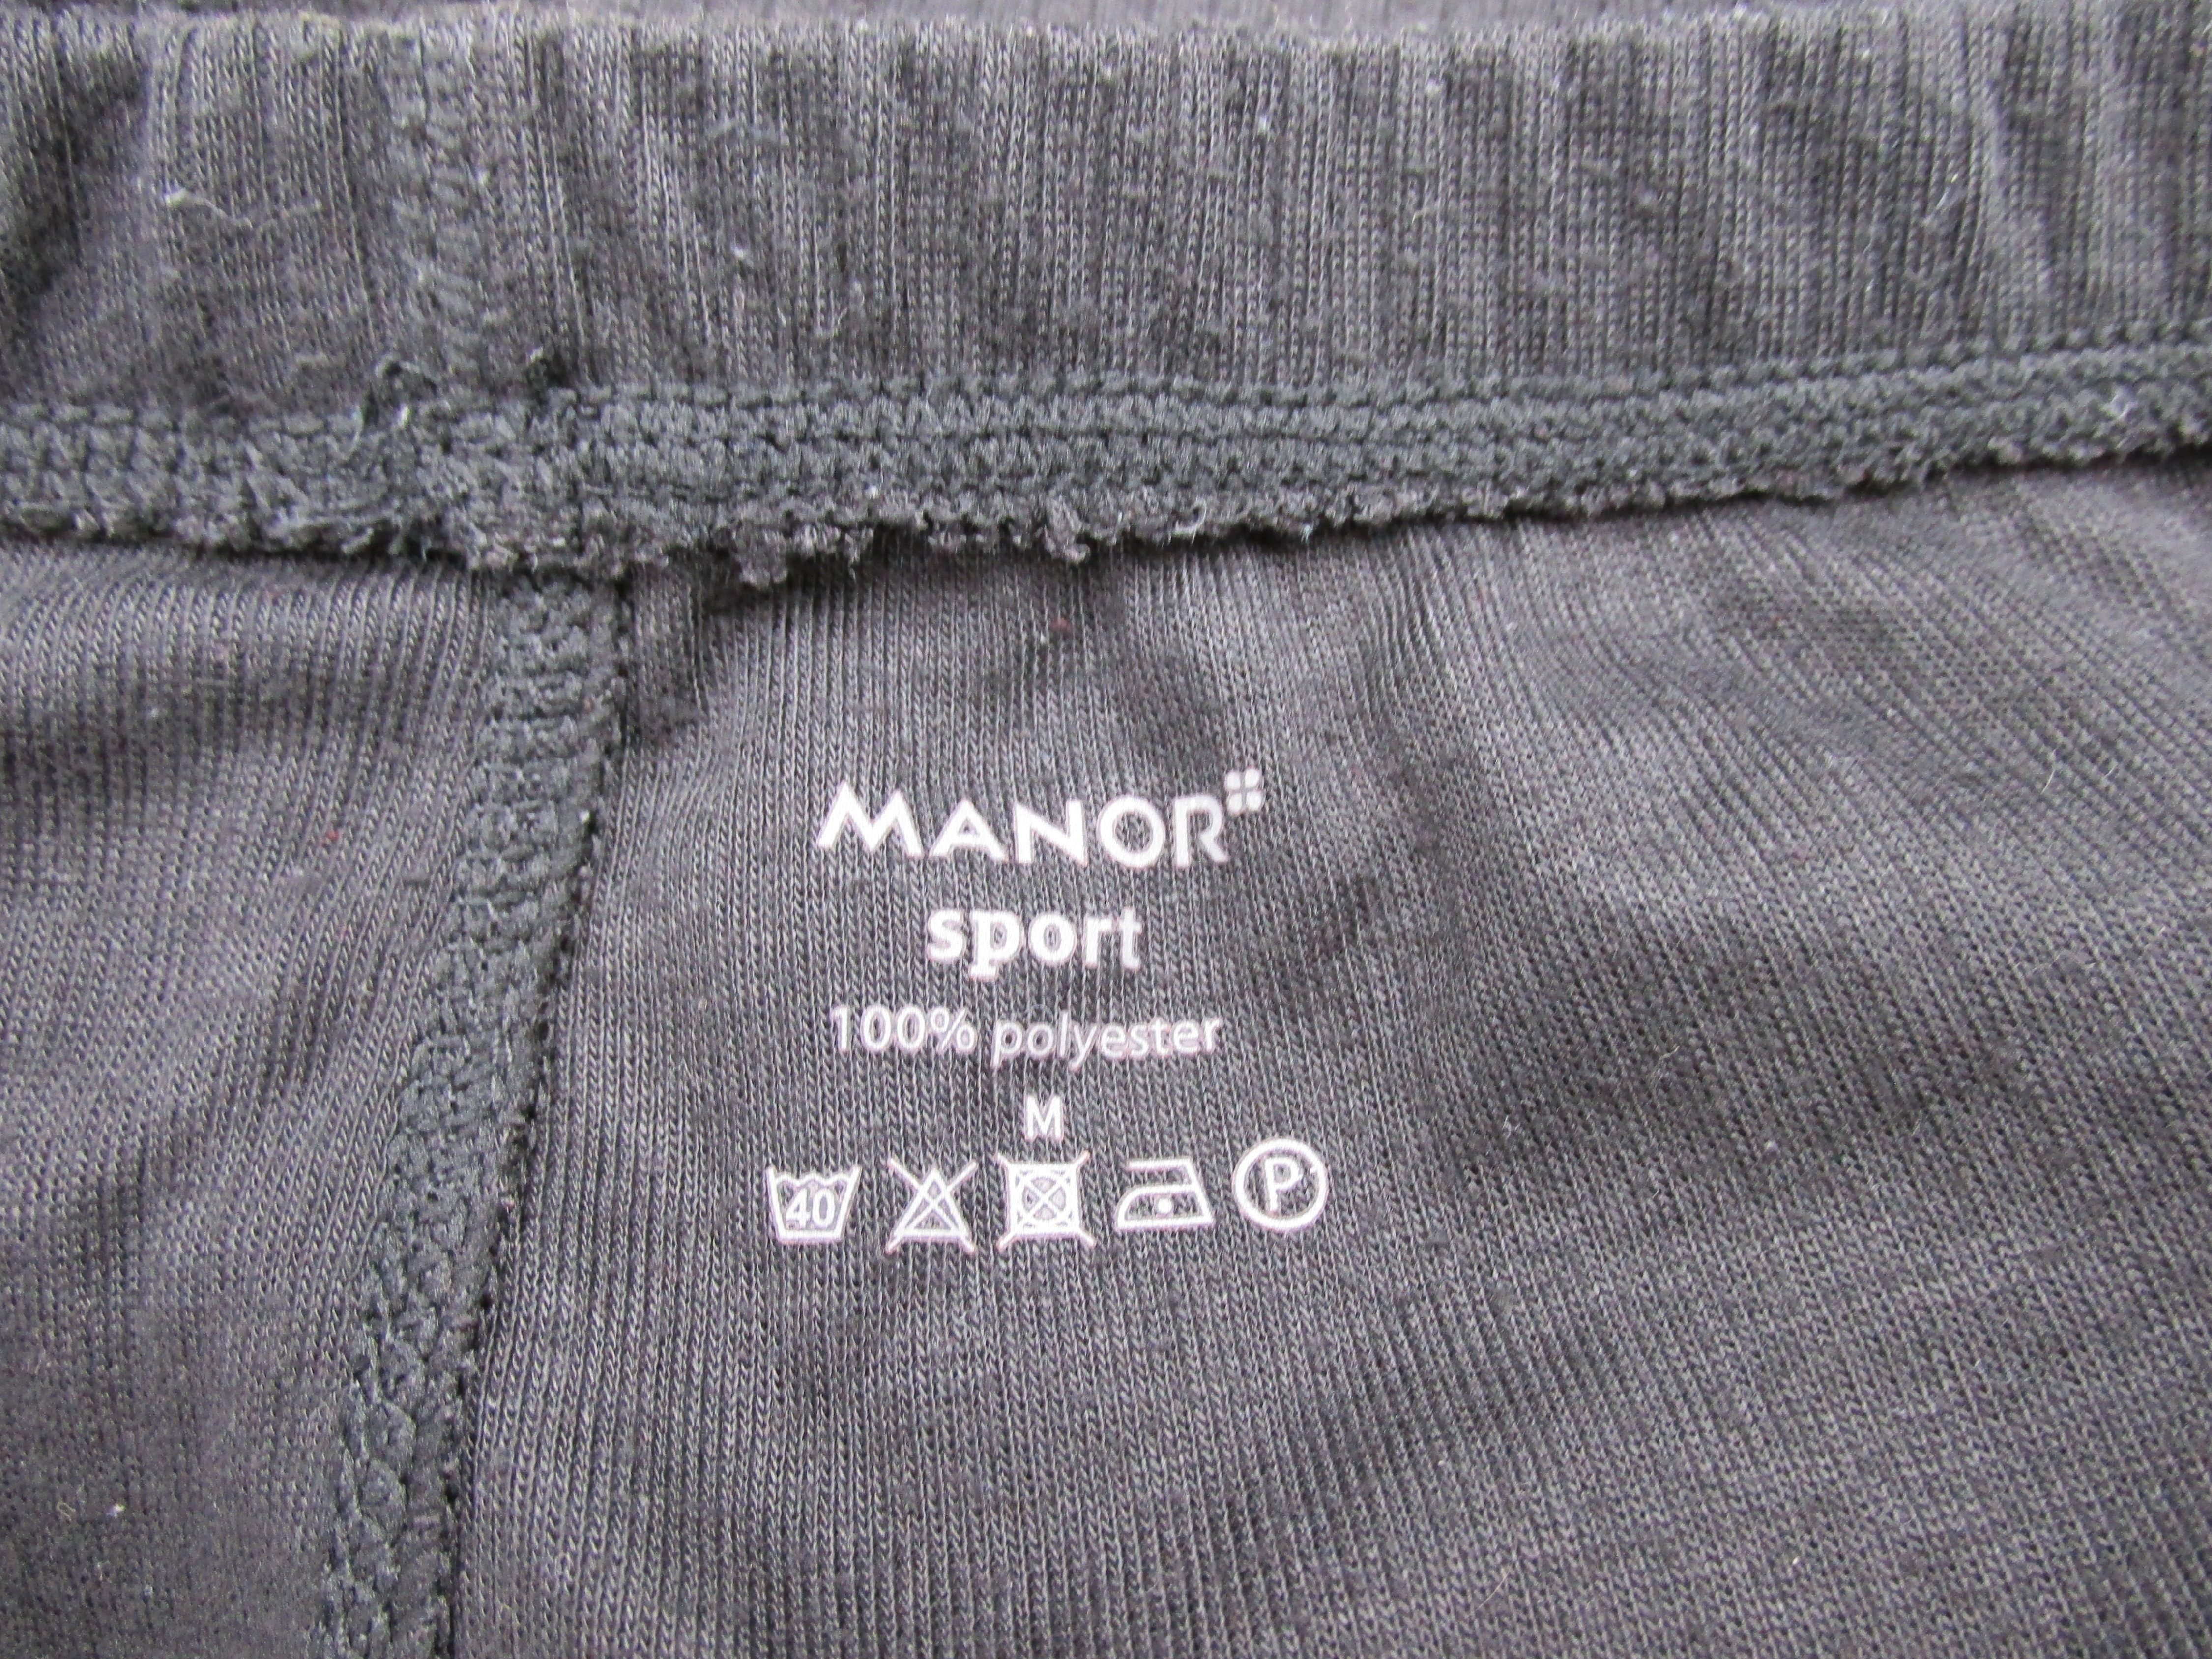 MANOR
sport
100% polyester
M
40 P